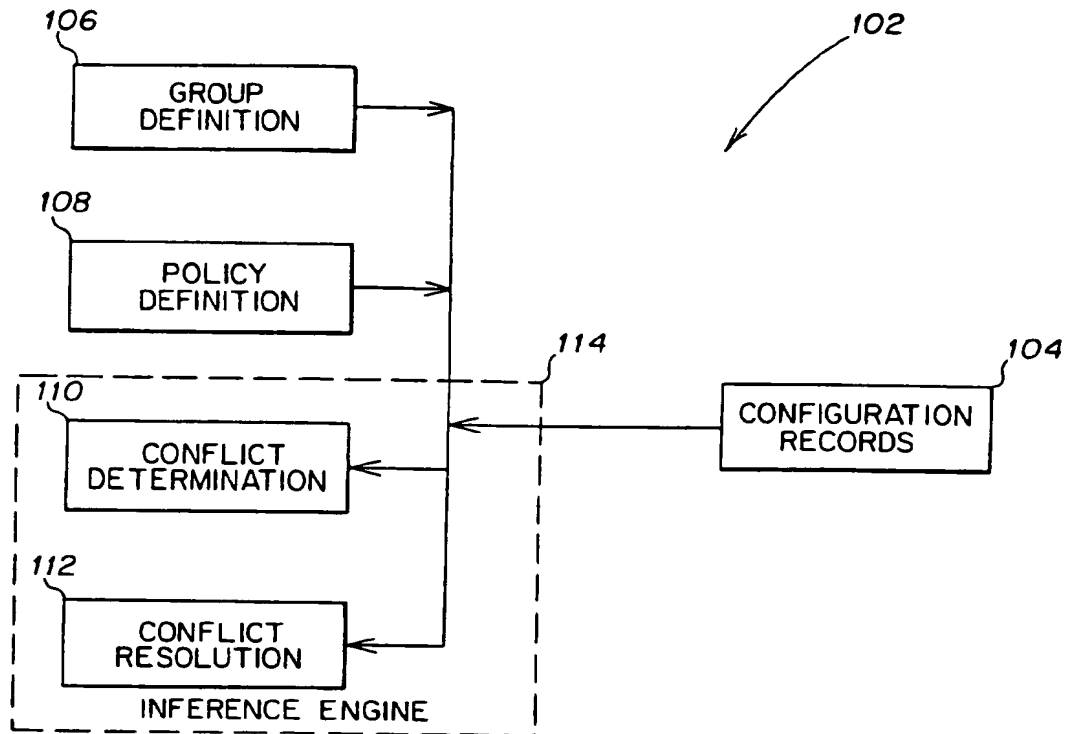 106
102
GROUP
DEFINITION
108
POLICY
DEFINITION
114
104
110
CONFLICT
DETERMINATION
CONFIGURATION
RECORDS
112
CONFLICT
RESOLUTION
INFERENCE ENGINE